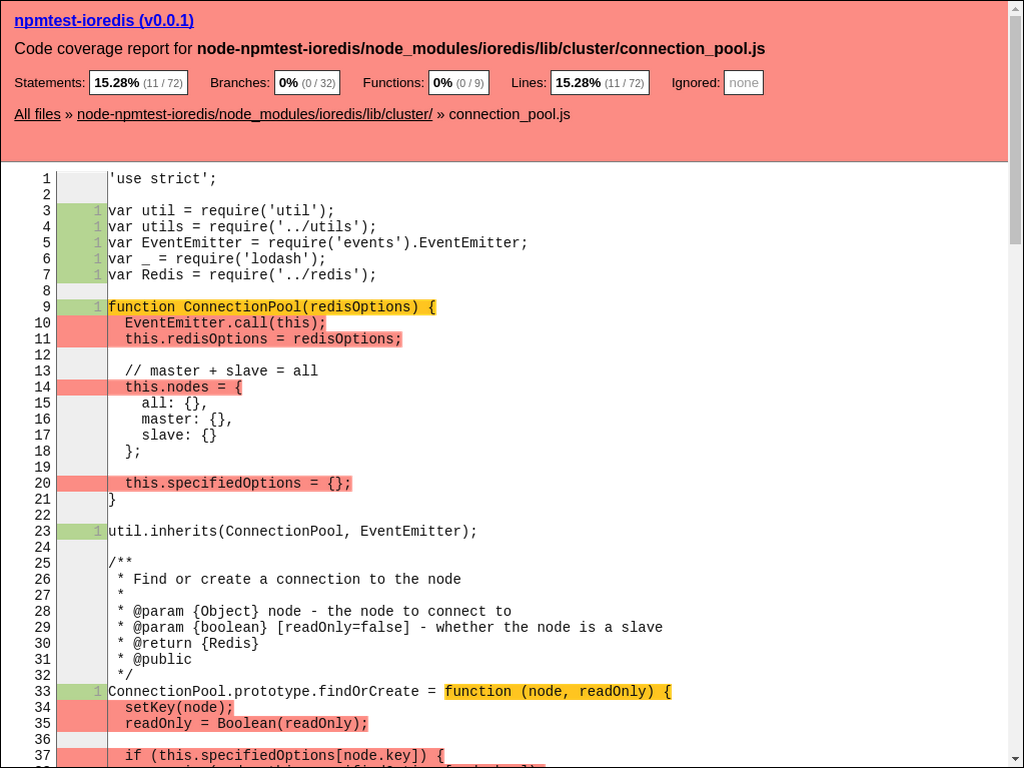 npmtest-ioredis (v0.0.1)
Code coverage report for node-npmtest-ioredis/node_modules/ioredis/lib/cluster/connection_pool.js
Statements: 15.28% (11 / 72) Branches: 0% (0 / 32) Functions: 0% (0 / 9) Lines: 15.28% (11 / 72) Ignored: none
All files » node-npmtest-ioredis/node_modules/ioredis/lib/cluster/ » connection_pool.js
1 'use strict';
2
3 1 var util = require('util');
4 1 var utils = require('../utils');
5 1 var EventEmitter = require('events').EventEmitter;
6 1 var _ = require('lodash');
7 1 var Redis = require('../redis');
8
9 1 function ConnectionPool(redisOptions) {
10 EventEmitter.call(this);
11 this.redisOptions = redisOptions;
12
13 // master + slave = all
14 this.nodes = {
15 all: {},
16 master: {},
17 slave: {}
18 };
19
20 this.specifiedOptions = {};
21 }
22
23 1 util.inherits(ConnectionPool, EventEmitter);
24
25 /**
26 * Find or create a connection to the node
27 *
28 * @param {Object} node - the node to connect to
29 * @param {boolean} [readOnly=false] - whether the node is a slave
30 * @return {Redis}
31 * @public
32 */
33 1 ConnectionPool.prototype.findOrCreate = function (node, readOnly) {
34 setKey(node);
35 readOnly = Boolean(readOnly);
36
37 if (this.specifiedOptions[node.key]) {